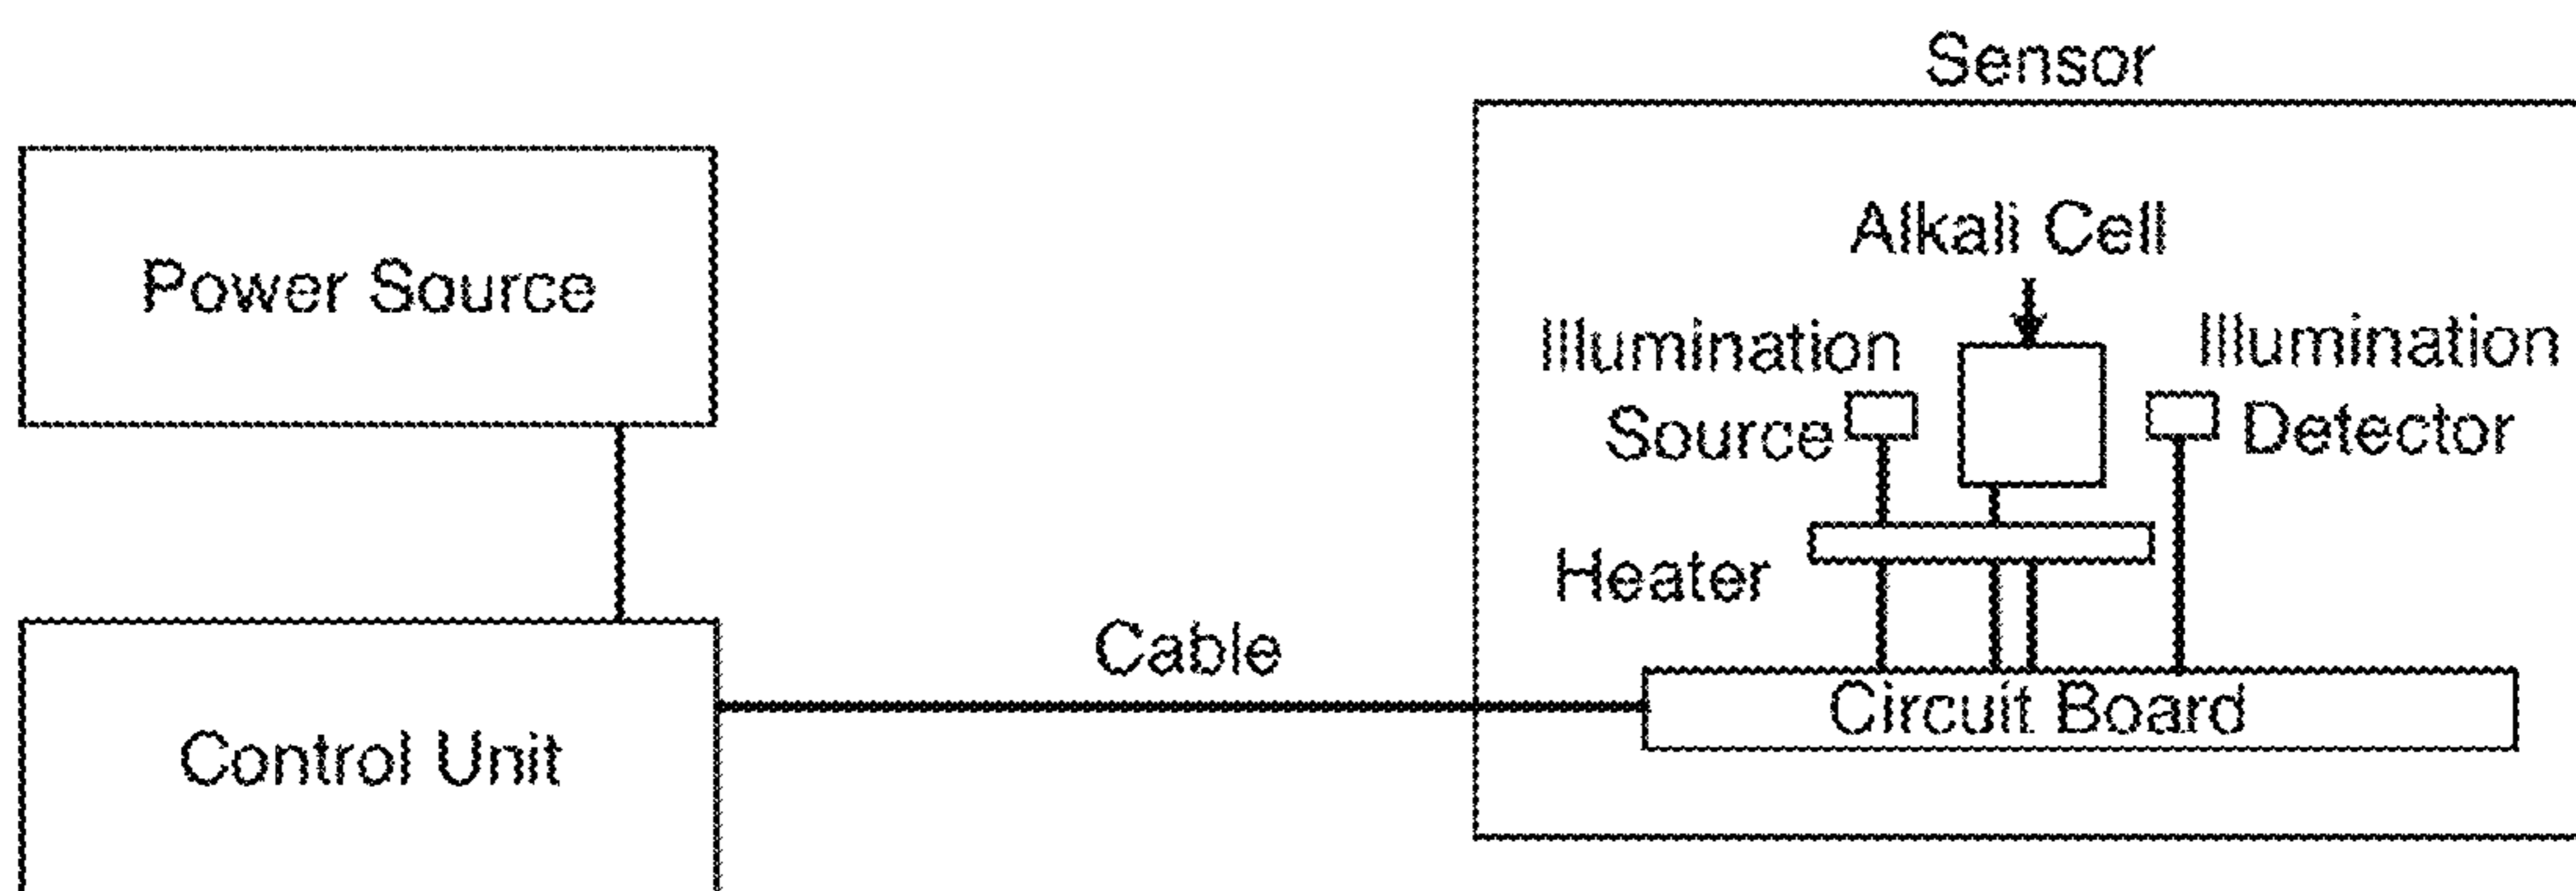 Sensor
Power Source
Alkali Cell
Illumination
Source
Illumination
Detector
Heater
Cable
Circuit Board
Control Unit